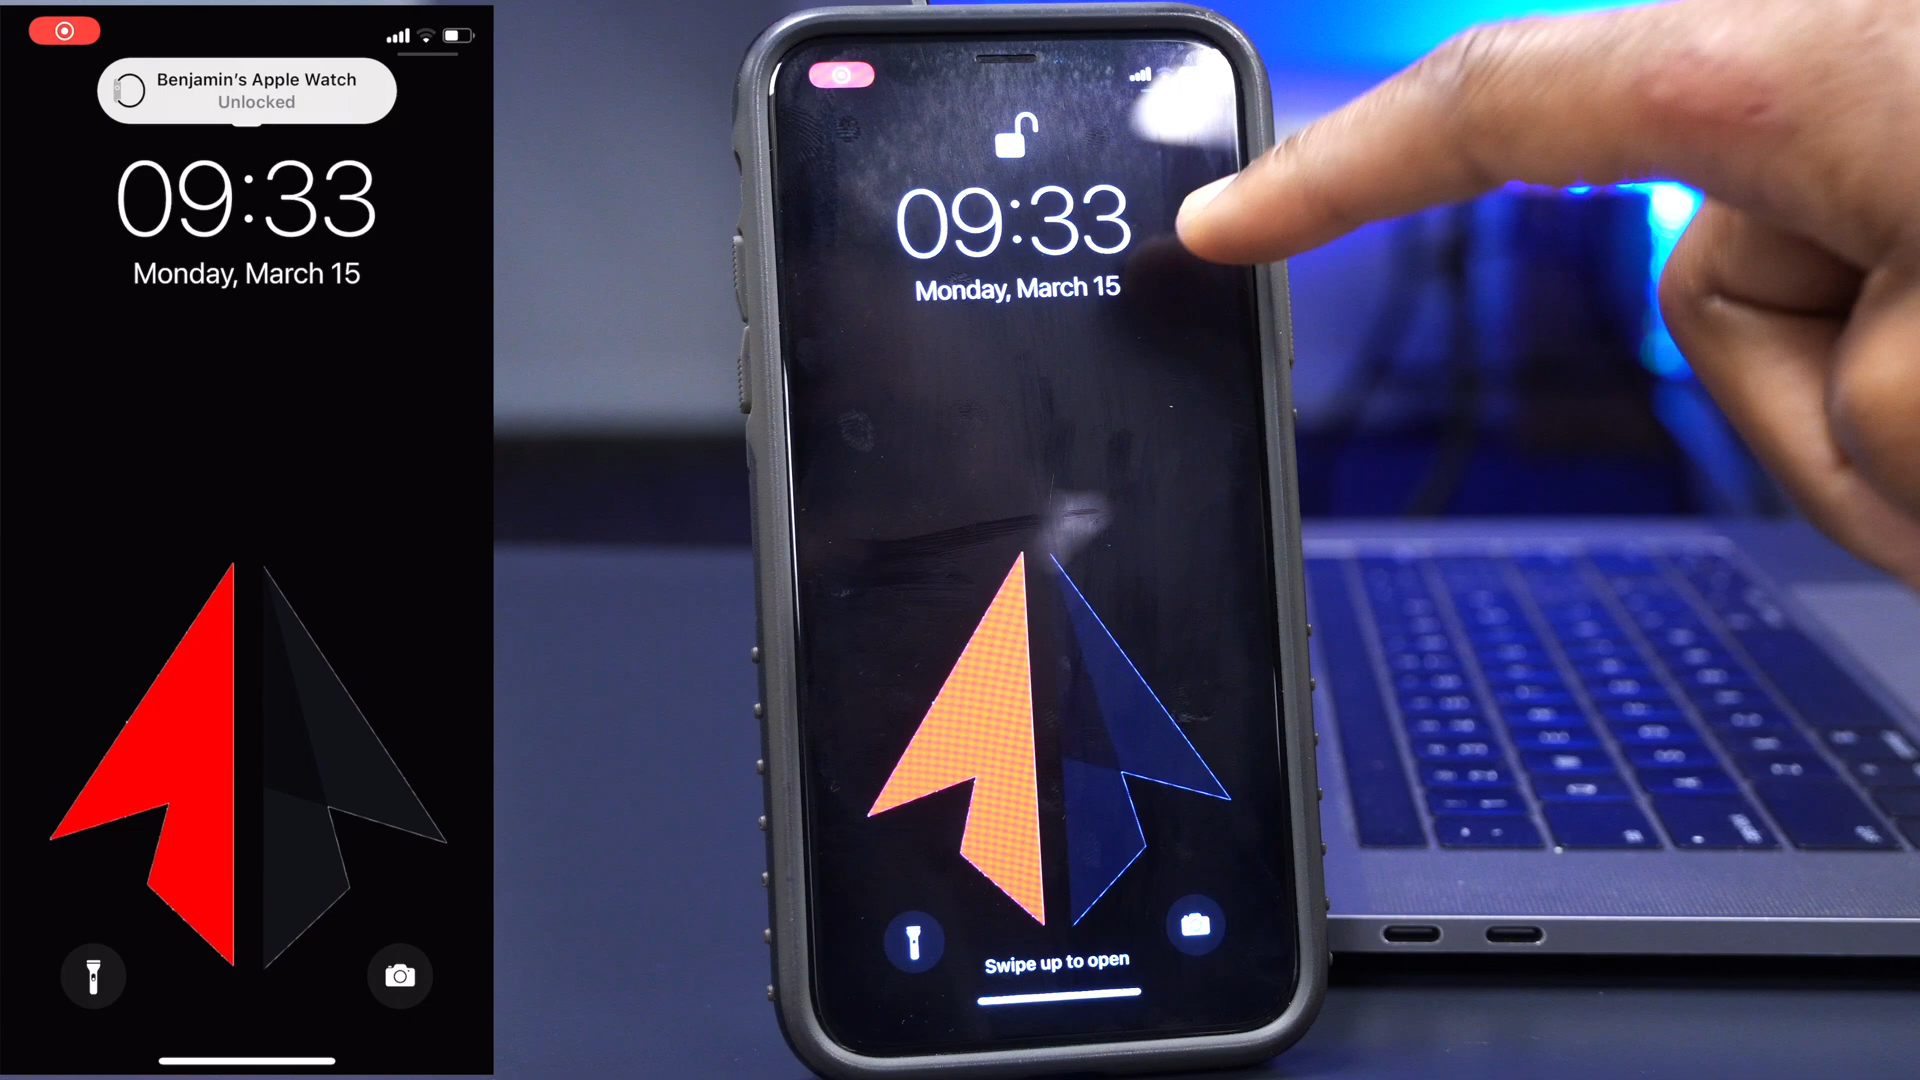 Benjamin's Apple Watch
Unlocked
09:33
Monday, March 15
09:33
Monday, March 15
Swipe up to open